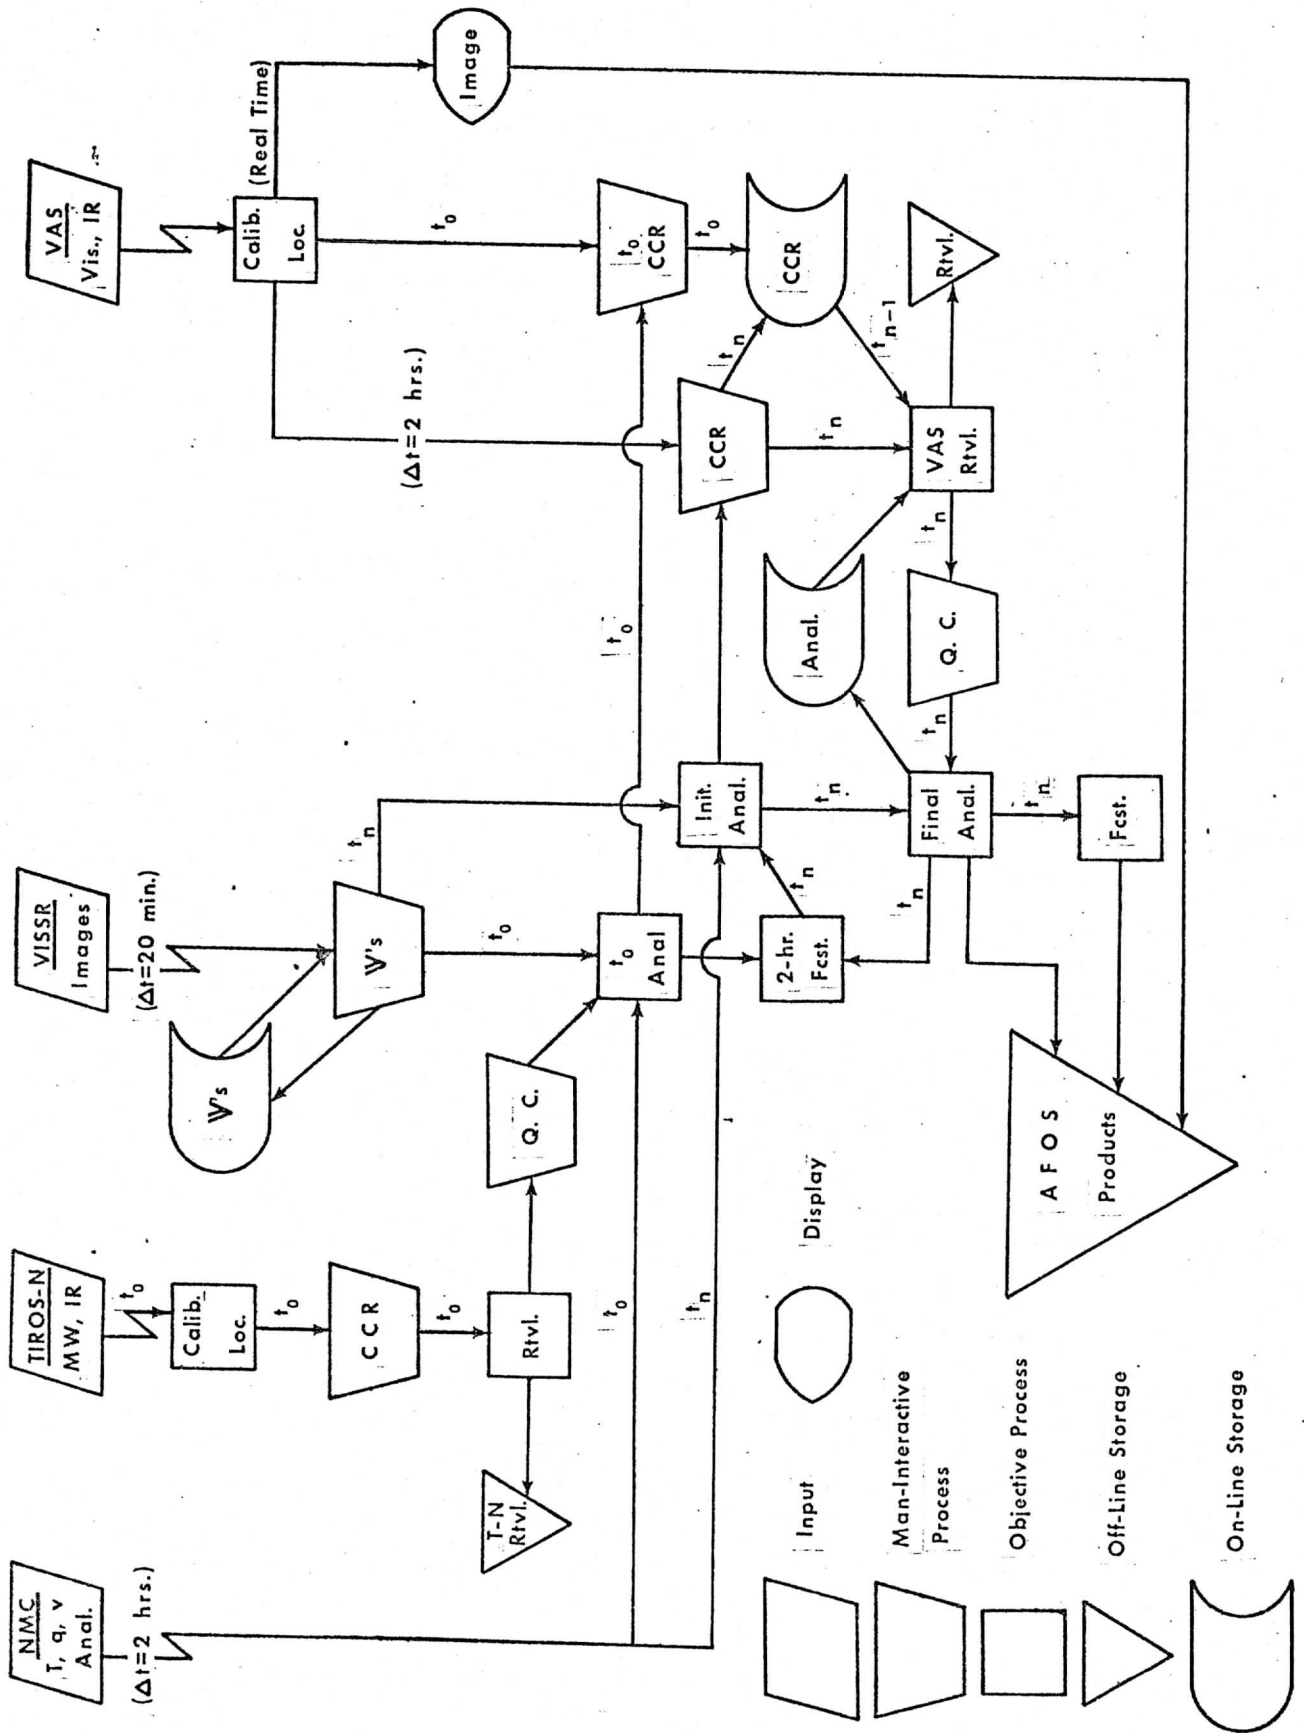 NMC
T, q, v
Anal.
(Δt=2 hrs.)
TIROS-N
MW, IR
t₀
Calib.
Loc.
t₀
C C R
t₀
Rtvl.
T-N
Rtvl.
Q. C.
VISSR
Images
(Δt=20 min.)
V's
V's
t₀
tₙ
t₀
Anal
t₀
tₙ
t₀
2-hr.
Fcst.
tₙ
Init.
Anal.
tₙ
Final
Anal.
tₙ
tₙ
Fcst.
VAS
Vis., IR
Calib.
Loc.
(Real Time)
Image
t₀
(Δt=2 hrs.)
t₀
CCR
t₀
CCR
CCR
tₙ
tₙ
tₙ₋₁
VAS
Rtvl.
Rtvl.
tₙ
Q. C.
tₙ
Anal.
A F O S
Products
Input
Display
Man-Interactive
Process
Objective Process
Off-Line Storage
On-Line Storage